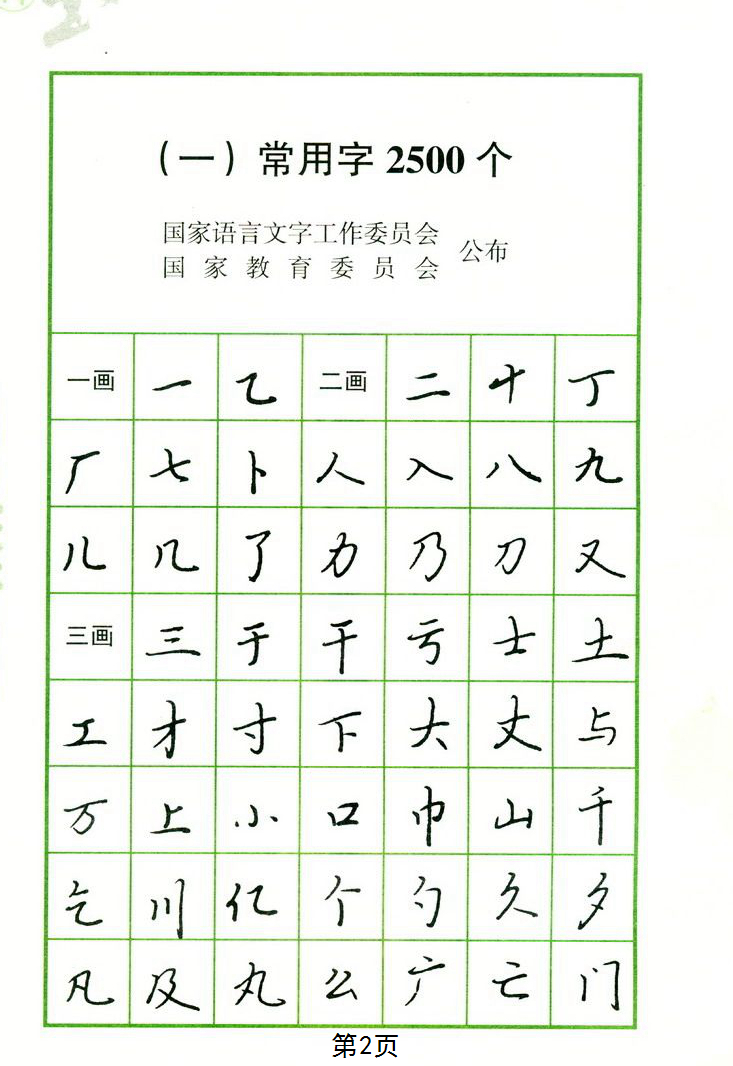 （一）常用字 2500 个
国家语言文字工作委员会
国家教育委员会 公布
一画 一 乙 二画 二 十 丁
厂 七 卜 人 入 八 九
儿 几 了 力 乃 刀 又
三画 三 于 干 亏 士 土
工 才 寸 下 大 丈 与
万 上 小 口 巾 山 千
乞 川 亿 个 勺 久 夕
凡 及 丸 么 广 亡 门
第2页